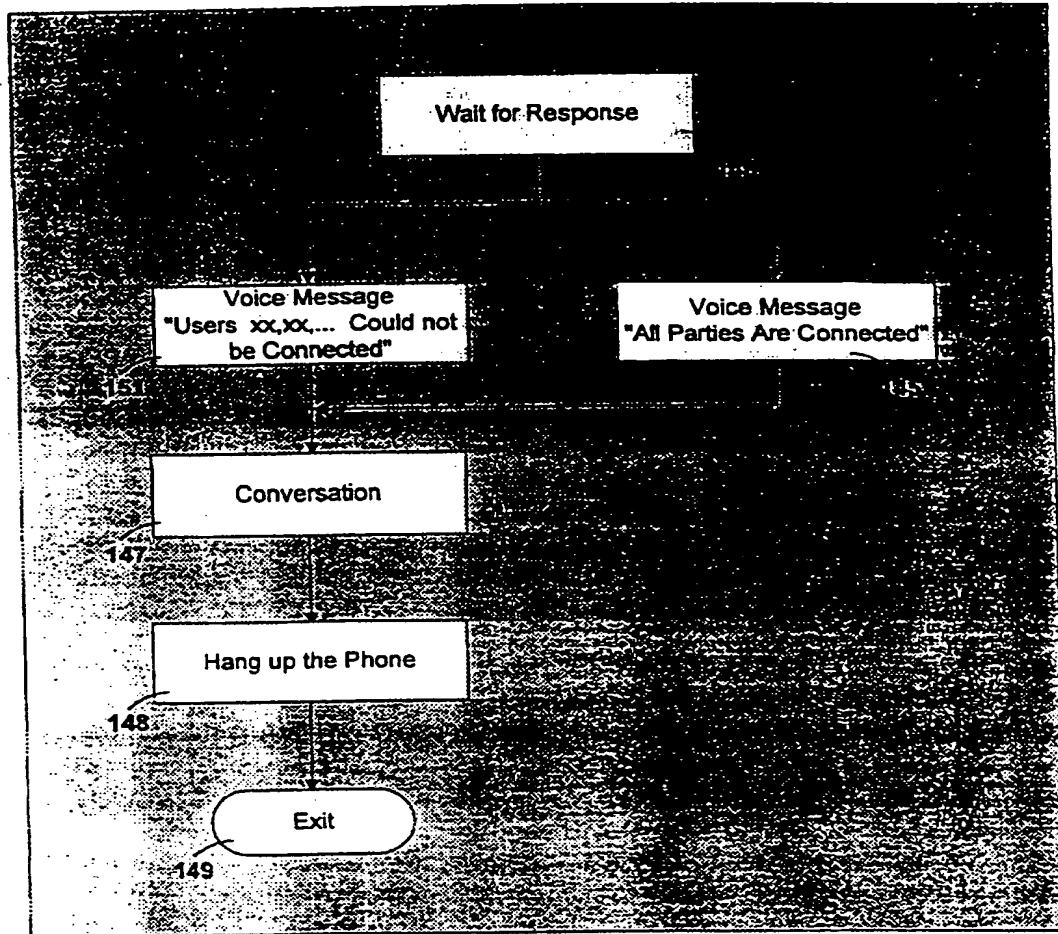 Wait for Response
Voice Message
"Users xx,xx,... Could not
be Connected"
151
Voice Message
"All Parties Are Connected"
Conversation
147
Hang up the Phone
148
Exit
149